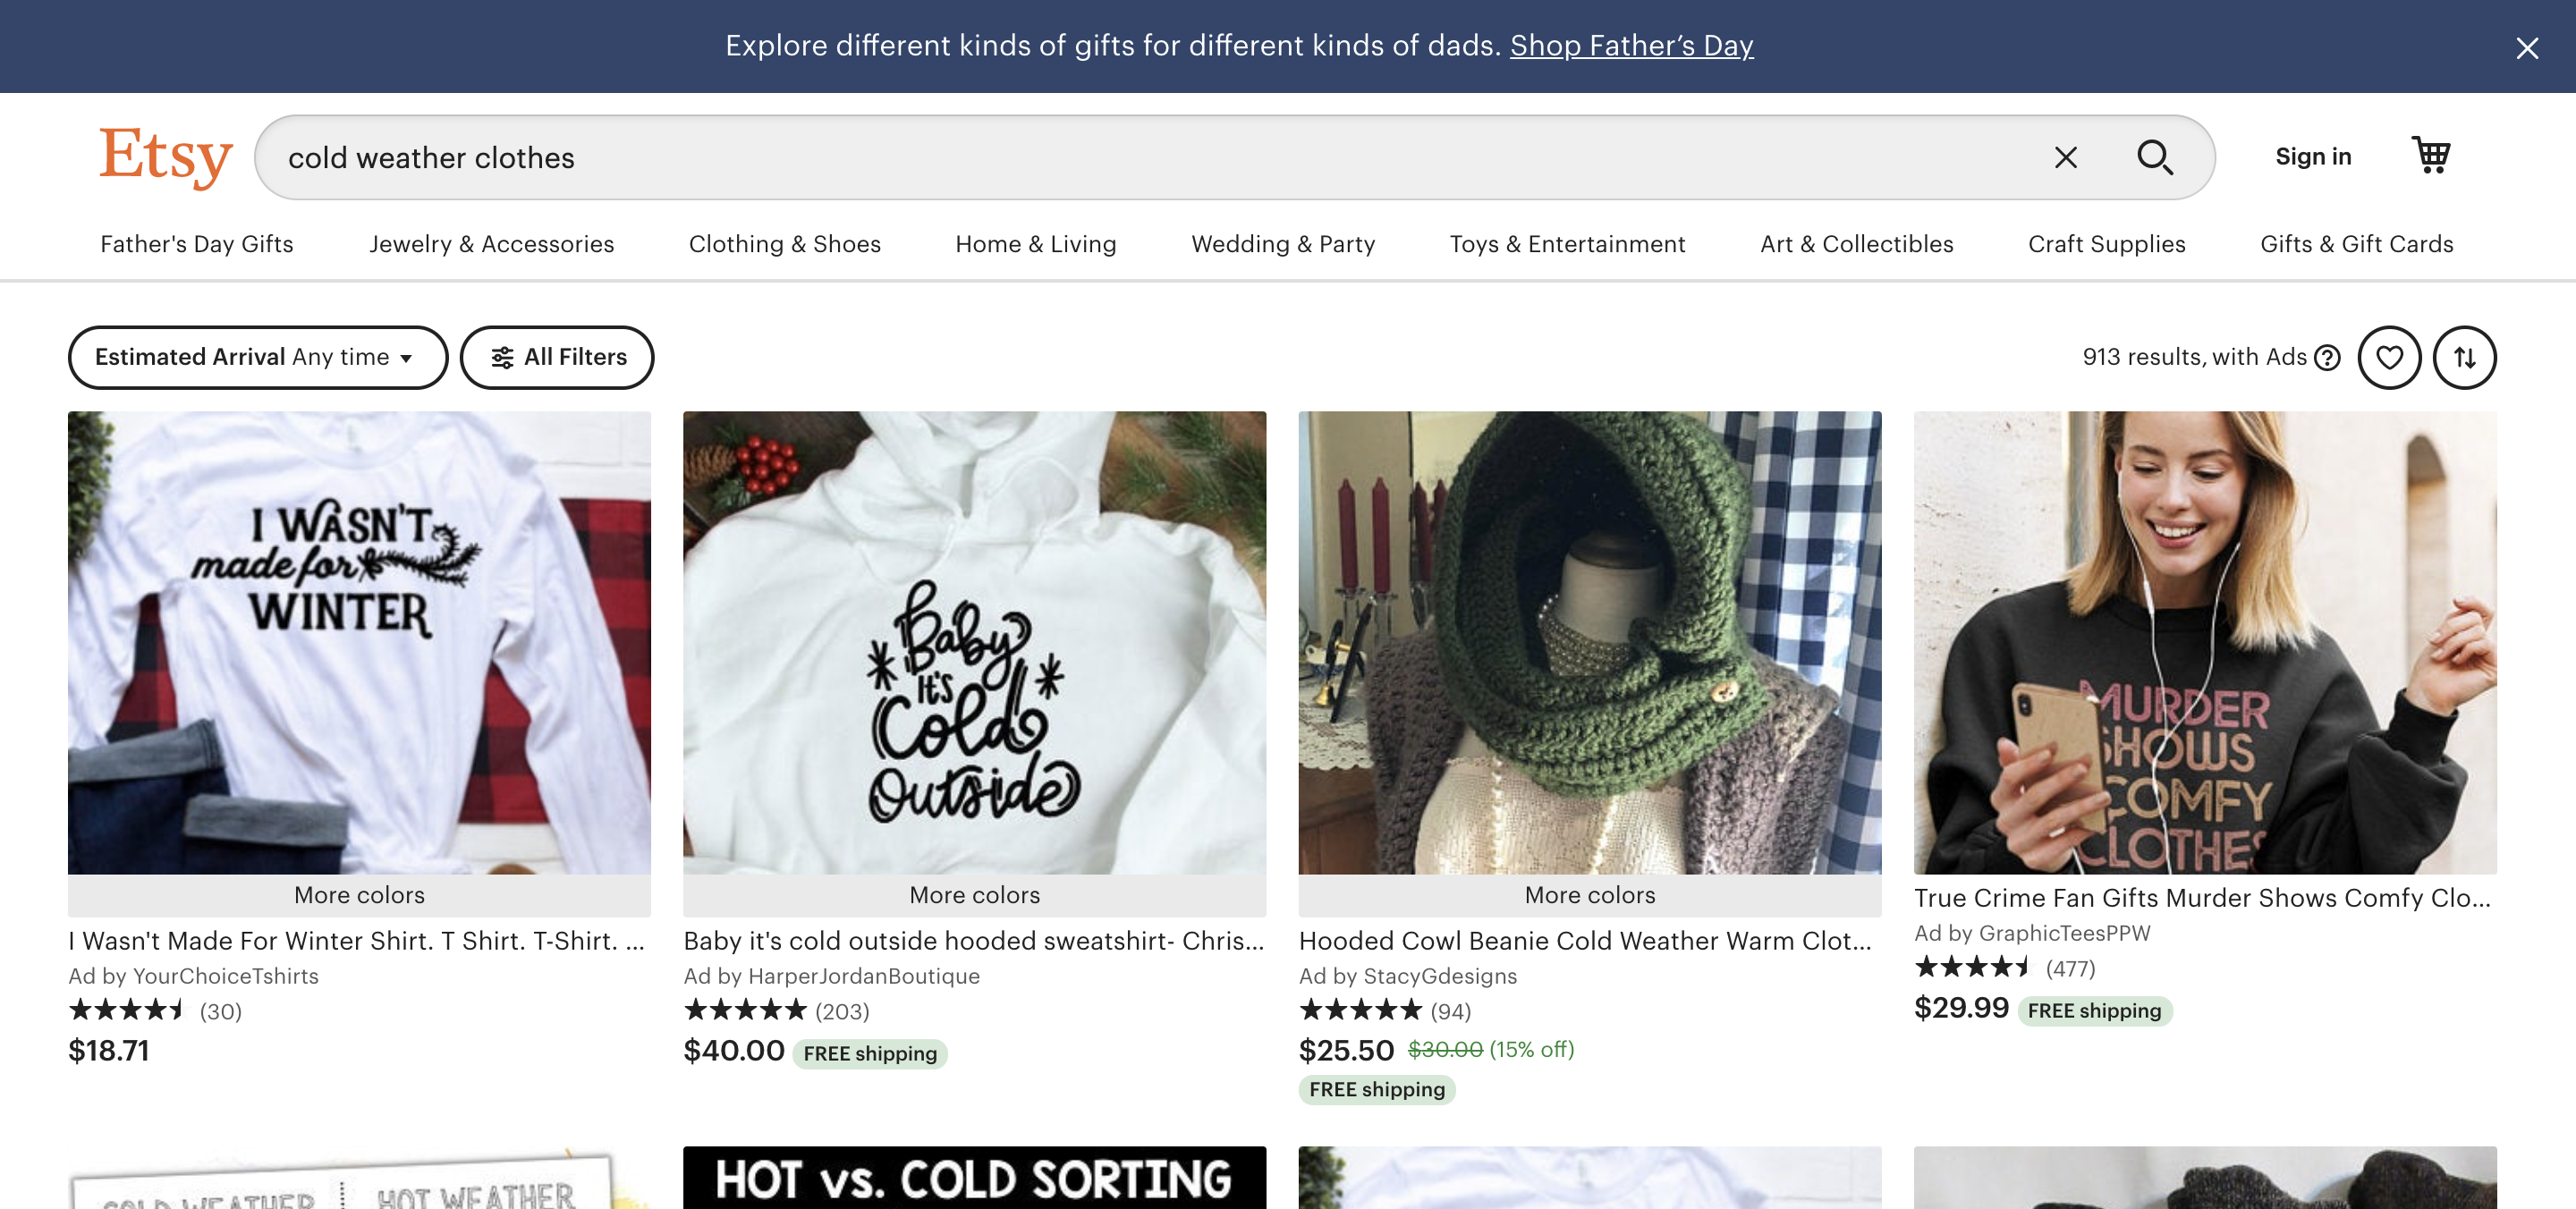 Explore different kinds of gifts for different kinds of dads. Shop Father’s Day
Etsy
cold weather clothes
Sign in
Father's Day Gifts
Jewelry & Accessories
Clothing & Shoes
Home & Living
Wedding & Party
Toys & Entertainment
Art & Collectibles
Craft Supplies
Gifts & Gift Cards
Estimated Arrival Any time
All Filters
913 results, with Ads ?
I WASN'T
made for
WINTER
More colors
I Wasn't Made For Winter Shirt. T Shirt. T-Shirt. ...
Ad by YourChoiceTshirts
(30)
$18.71
Baby
It's
Cold
Outside
More colors
Baby it's cold outside hooded sweatshirt- Chris...
Ad by HarperJordanBoutique
(203)
$40.00 FREE shipping
More colors
Hooded Cowl Beanie Cold Weather Warm Clot...
Ad by StacyGdesigns
(94)
$25.50 $30.00 (15% off)
FREE shipping
MURDER
SHOWS
COMFY
CLOTHES
True Crime Fan Gifts Murder Shows Comfy Clo...
Ad by GraphicTeesPPW
(477)
$29.99 FREE shipping
COLD WEATHER
HOT WEATHER
HOT vs. COLD SORTING